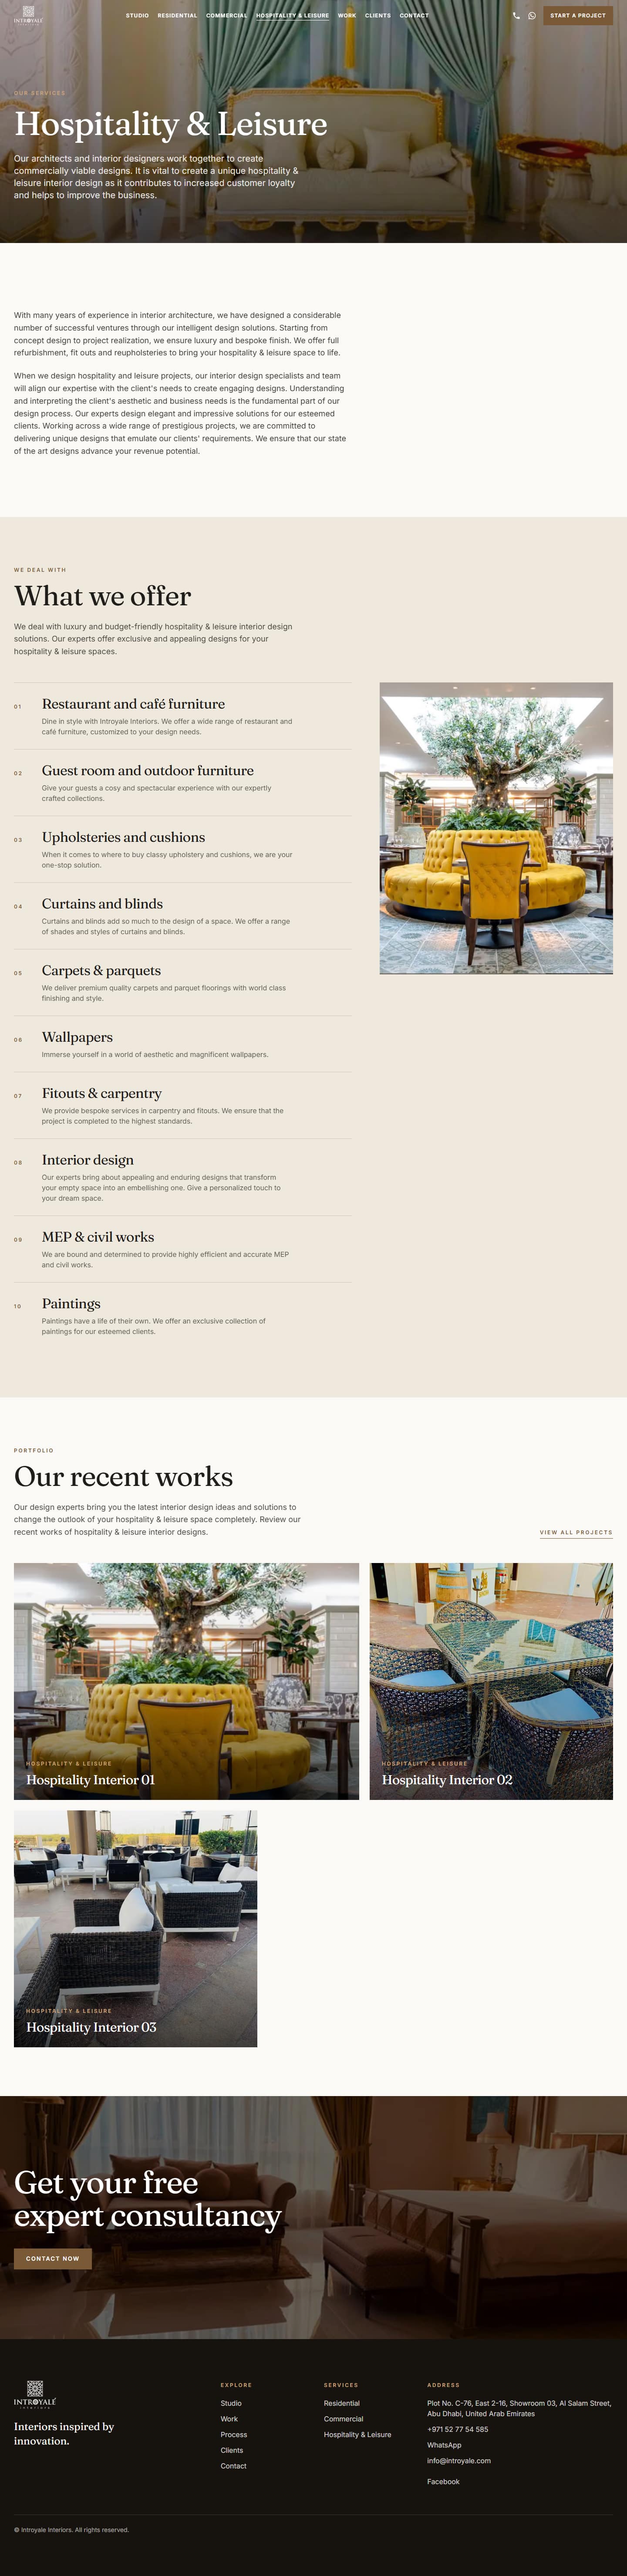 INTROYALÉ
STUDIO RESIDENTIAL COMMERCIAL HOSPITALITY & LEISURE WORK CLIENTS CONTACT
START A PROJECT
OUR SERVICES
Hospitality & Leisure
Our architects and interior designers work together to create
commercially viable designs. It is vital to create a unique hospitality &
leisure interior design as it contributes to increased customer loyalty
and helps to improve the business.
With many years of experience in interior architecture, we have designed a considerable
number of successful ventures through our intelligent design solutions. Starting from
concept design to project realization, we ensure luxury and bespoke finish. We offer full
refurbishment, fit outs and reupholsteries to bring your hospitality & leisure space to life.
When we design hospitality and leisure projects, our interior design specialists and team
will align our expertise with the client's needs to create engaging designs. Understanding
and interpreting the client's aesthetic and business needs is the fundamental part of our
design process. Our experts design elegant and impressive solutions for our esteemed
clients. Working across a wide range of prestigious projects, we are committed to
delivering unique designs that emulate our clients' requirements. We ensure that our state
of the art designs advance your revenue potential.
WE DEAL WITH
What we offer
We deal with luxury and budget-friendly hospitality & leisure interior design
solutions. Our experts offer exclusive and appealing designs for your
hospitality & leisure spaces.
01
Restaurant and café furniture
Dine in style with Introyale Interiors. We offer a wide range of restaurant and
café furniture, customized to your design needs.
02
Guest room and outdoor furniture
Give your guests a cosy and spectacular experience with our expertly
crafted collections.
03
Upholsteries and cushions
When it comes to where to buy classy upholstery and cushions, we are your
one-stop solution.
04
Curtains and blinds
Curtains and blinds add so much to the design of a space. We offer a range
of shades and styles of curtains and blinds.
05
Carpets & parquets
We deliver premium quality carpets and parquet floorings with world class
finishing and style.
06
Wallpapers
Immerse yourself in a world of aesthetic and magnificent wallpapers.
07
Fitouts & carpentry
We provide bespoke services in carpentry and fitouts. We ensure that the
project is completed to the highest standards.
08
Interior design
Our experts bring about appealing and enduring designs that transform
your empty space into an embellishing one. Give a personalized touch to
your dream space.
09
MEP & civil works
We are bound and determined to provide highly efficient and accurate MEP
and civil works.
10
Paintings
Paintings have a life of their own. We offer an exclusive collection of
paintings for our esteemed clients.
PORTFOLIO
Our recent works
Our design experts bring you the latest interior design ideas and solutions to
change the outlook of your hospitality & leisure space completely. Review our
recent works of hospitality & leisure interior designs.
VIEW ALL PROJECTS
HOSPITALITY & LEISURE
Hospitality Interior 01
HOSPITALITY & LEISURE
Hospitality Interior 02
HOSPITALITY & LEISURE
Hospitality Interior 03
Get your free
expert consultancy
CONTACT NOW
INTROYALÉ
interiors
Interiors inspired by
innovation.
EXPLORE
Studio
Work
Process
Clients
Contact
SERVICES
Residential
Commercial
Hospitality & Leisure
ADDRESS
Plot No. C-76, East 2-16, Showroom 03, Al Salam Street,
Abu Dhabi, United Arab Emirates
+971 52 77 54 585
WhatsApp
info@introyale.com
Facebook
© Introyale Interiors. All rights reserved.